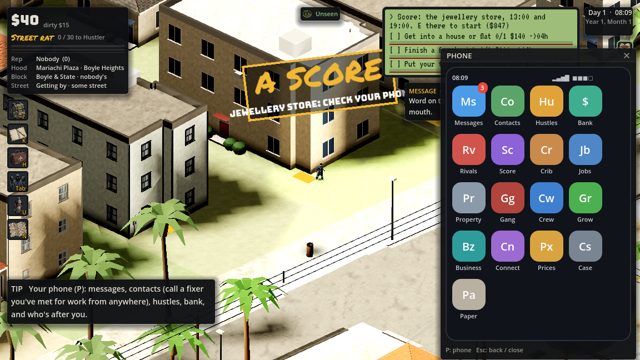 $40 dirty $15
STREET RAT 0 / 30 to Hustler
Rep Nobody (0)
Hood Mariachi Plaza · Boyle Heights
Block Boyle & State · nobody's
Street Getting by · some street
Tab
U
Unseen
> Score: the jewellery store, 13:00 and
19:00. E there to start ($847)
[ ] Get into a house or flat 0/1 $140
[ ] Finish a
[ ] Put your
Day 1 · 08:09
Year 1, Month 1
A SCORE
JEWELLERY STORE: CHECK YOUR PHO
MESSAGE
Word on t
mouth.
PHONE
08:09
Ms
3
Messages
Co
Contacts
Hu
Hustles
$
Bank
Rv
Rivals
Sc
Score
Cr
Crib
Jb
Jobs
Pr
Property
Gg
Gang
Cw
Crew
Gr
Grow
Bz
Business
Cn
Connect
Px
Prices
Cs
Case
Pa
Paper
P: phone Esc: back / close
TIP Your phone (P): messages, contacts (call a fixer
you've met for work from anywhere), hustles, bank,
and who's after you.